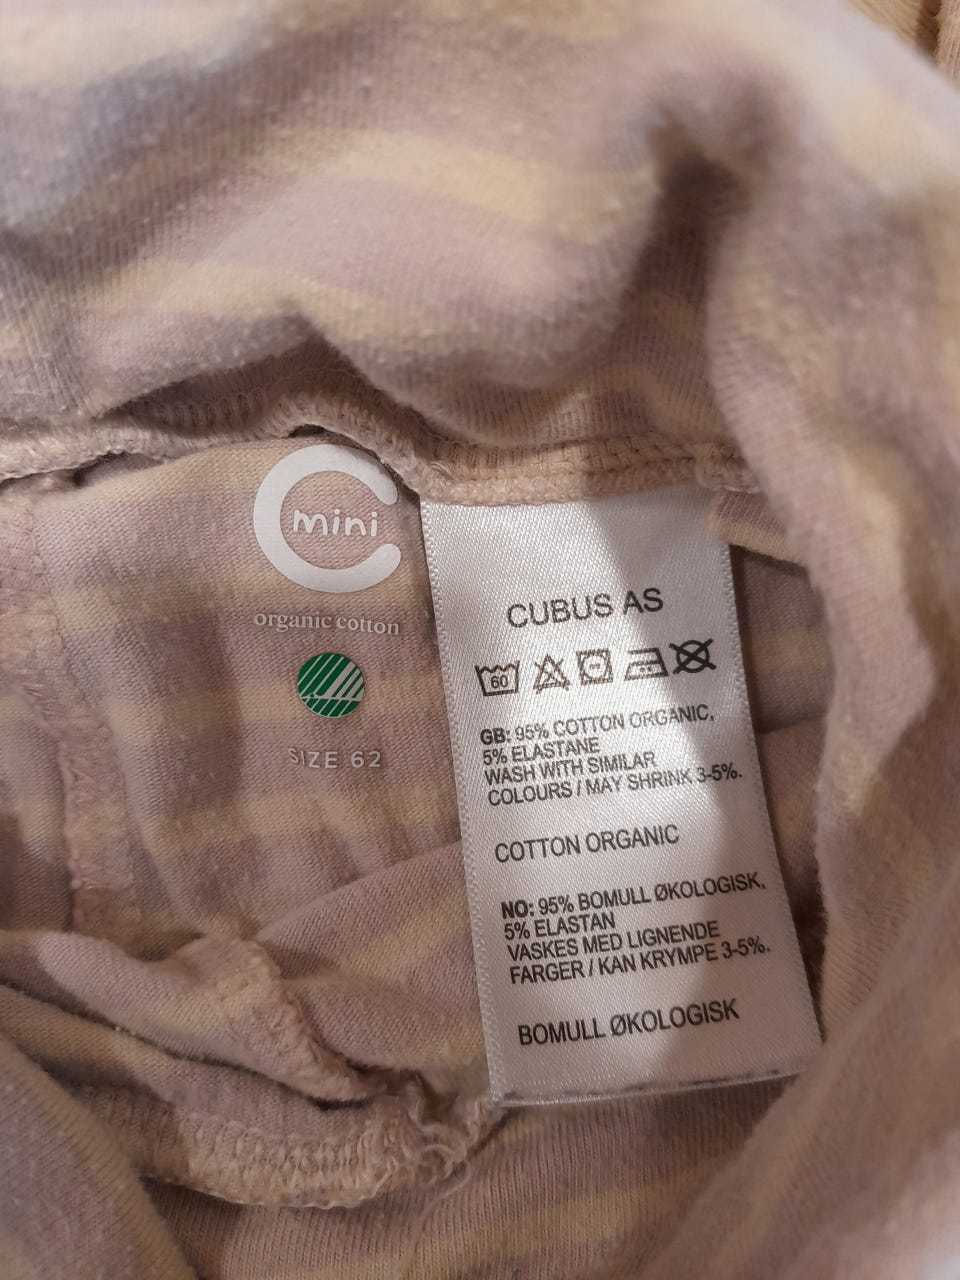 mini
organic cotton
SIZE 62
CUBUS AS
60
GB: 95% COTTON ORGANIC,
5% ELASTANE
WASH WITH SIMILAR
COLOURS / MAY SHRINK 3-5%.
COTTON ORGANIC
NO: 95% BOMULL ØKOLOGISK,
5% ELASTAN
VASKES MED LIGNENDE
FARGER / KAN KRYMPE 3-5%.
BOMULL ØKOLOGISK